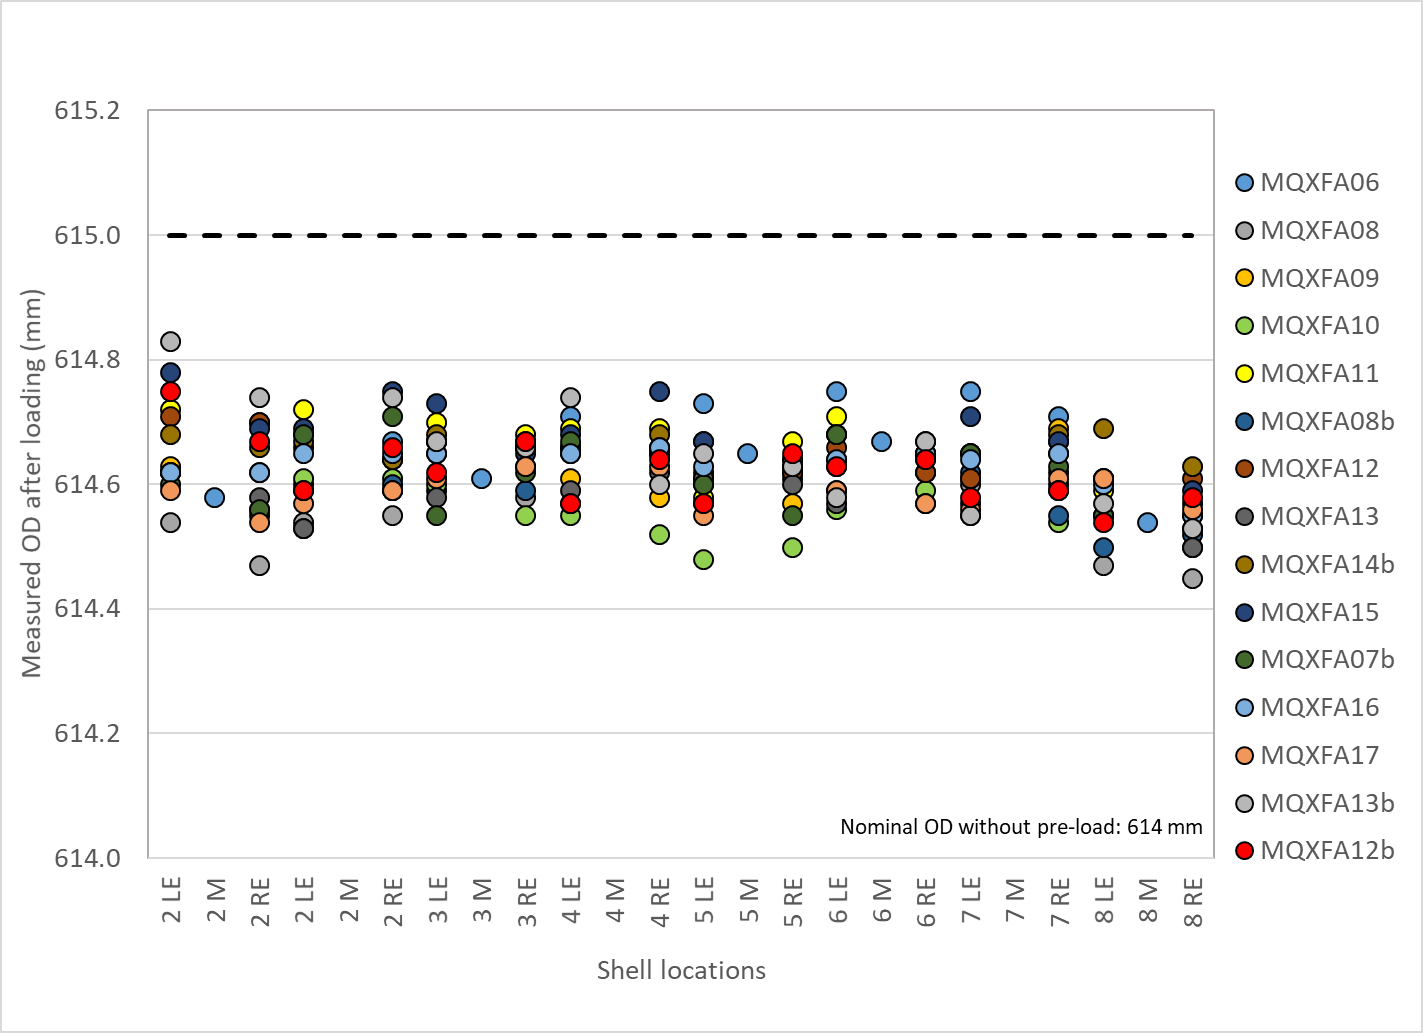 615.2
615.0
614.8
614.6
614.4
614.2
614.0
Measured OD after loading (mm)
Nominal OD without pre-load: 614 mm
2 LE
2 M
2 RE
2 LE
2 M
2 RE
3 LE
3 M
3 RE
4 LE
4 M
4 RE
5 LE
5 M
5 RE
6 LE
6 M
6 RE
7 LE
7 M
7 RE
8 LE
8 M
8 RE
Shell locations
MQXFA06
MQXFA08
MQXFA09
MQXFA10
MQXFA11
MQXFA08b
MQXFA12
MQXFA13
MQXFA14b
MQXFA15
MQXFA07b
MQXFA16
MQXFA17
MQXFA13b
MQXFA12b